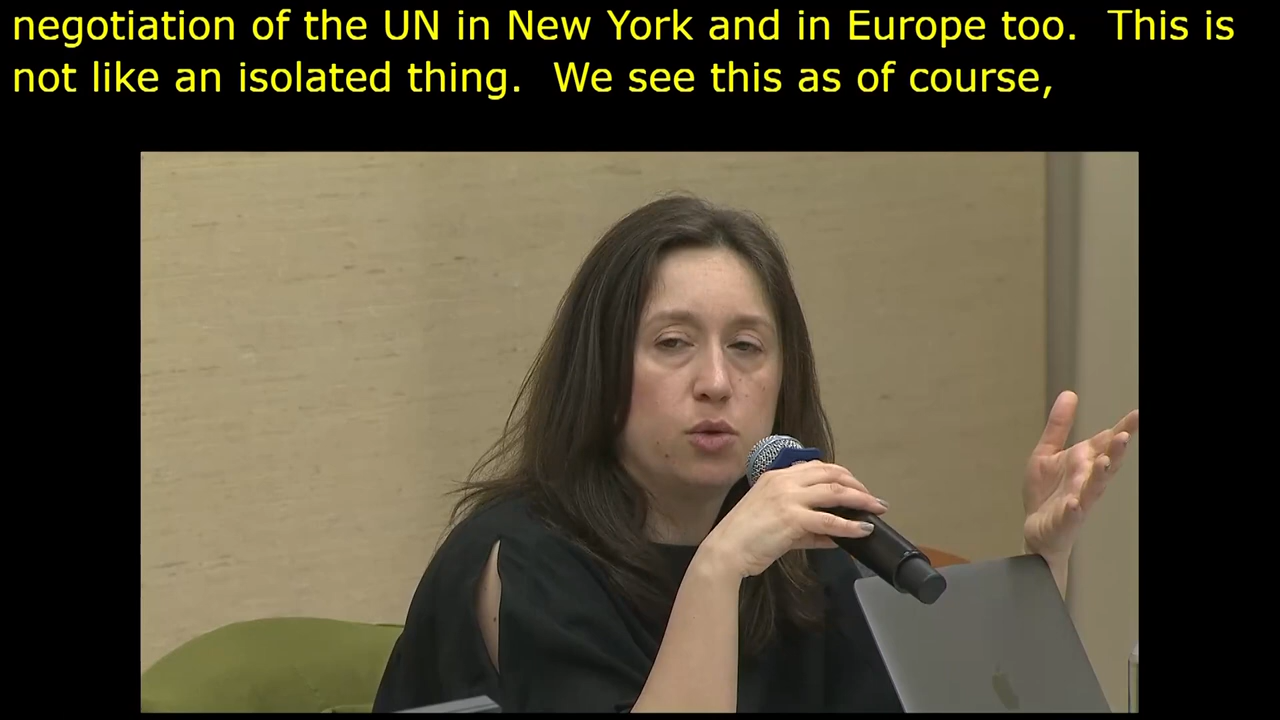 negotiation of the UN in New York and in Europe too.  This is
not like an isolated thing.  We see this as of course,